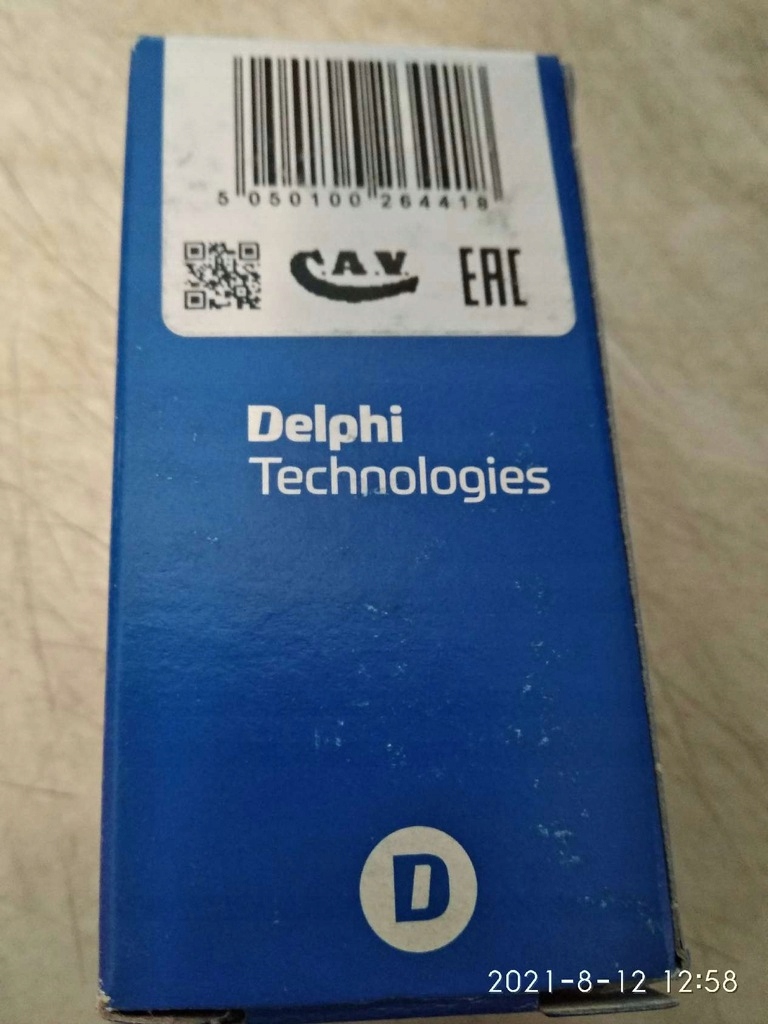 5 050100 264418
C.A.V.
EAC
Delphi
Technologies
D
2021-8-12 12:58